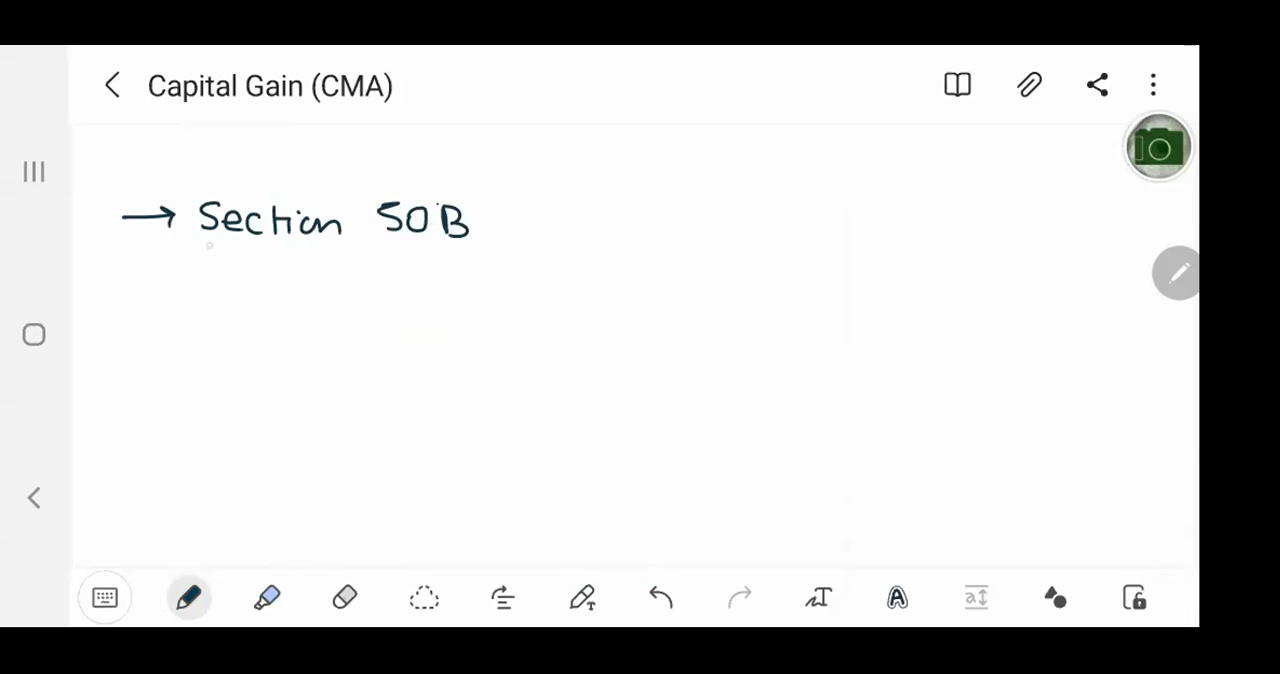 Capital Gain (CMA)
→ Section 50B